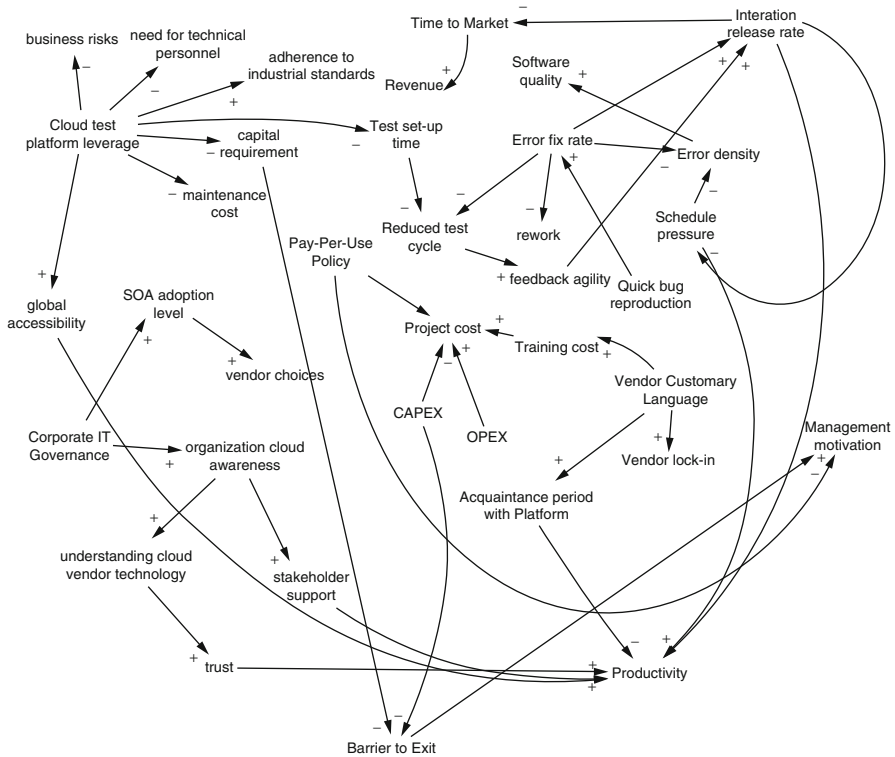 Time to Market
Interation
release rate
business risks
need for technical
personnel
adherence to
industrial standards
Revenue
Software
quality
Cloud test
platform leverage
capital
requirement
Test set-up
time
Error fix rate
Error density
maintenance
cost
Reduced test
cycle
rework
Schedule
pressure
Pay-Per-Use
Policy
feedback agility
Quick bug
reproduction
global
accessibility
SOA adoption
level
Project cost
Training cost
vendor choices
Vendor Customary
Language
CAPEX
OPEX
Corporate IT
Governance
organization cloud
awareness
Vendor lock-in
Management
motivation
Acquaintance period
with Platform
understanding cloud
vendor technology
stakeholder
support
trust
Productivity
Barrier to Exit